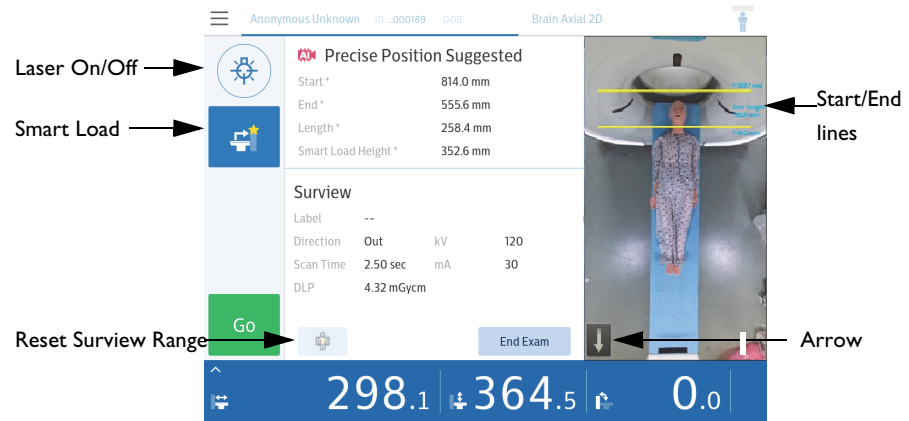 Anonymous Unknown ID ...000189 DOB Brain Axial 2D
Laser On/Off
Smart Load
Reset Surview Range
Go
AI Precise Position Suggested
Start * 814.0 mm
End * 555.6 mm
Length * 258.4 mm
Smart Load Height * 352.6 mm
Surview
Label --
Direction Out kV 120
Scan Time 2.50 sec mA 30
DLP 4.32 mGycm
End Exam
Start/End
lines
Arrow
298.1 364.5 0.0